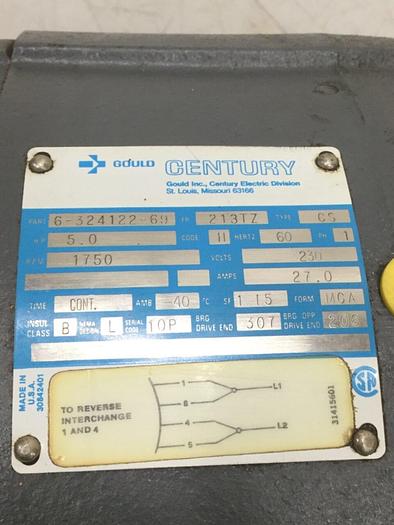 GOULD CENTURY
Gould Inc., Century Electric Division
St. Louis, Missouri 63166
PART 6-324122-69 FR 213TZ TYPE CS
H.P. 5.0 CODE H HERTZ 60 PH 1
R/M 1750 VOLTS 230
AMPS 27.0
TIME CONT. AMB 40 °C SF 1.15 FORM MCA
INSUL CLASS B NEMA DESIGN L SERIAL CODE 10P BRG DRIVE END 307 BRG OPP DRIVE END
MADE IN
U.S.A.
30842401
TO REVERSE
INTERCHANGE
1 AND 4
1
6
4
5
L1
L2
31415601
SA